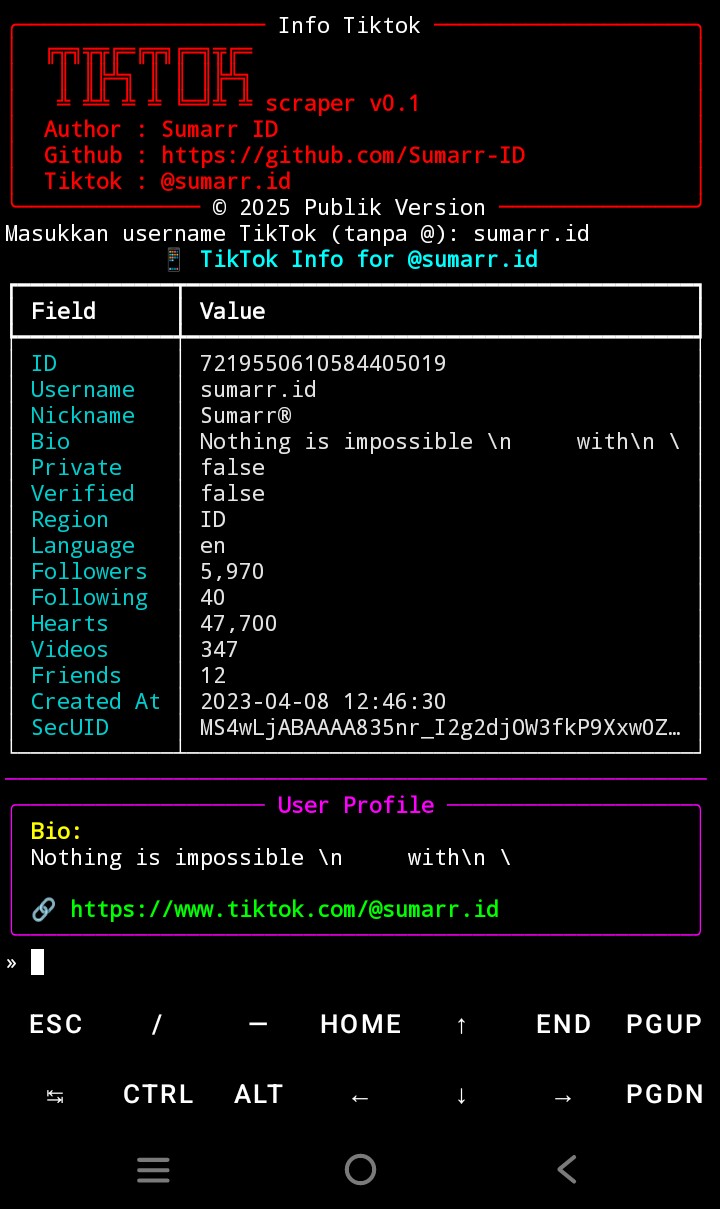 Info Tiktok
TIKTOK scraper v0.1
Author : Sumarr ID
Github : https://github.com/Sumarr-ID
Tiktok : @sumarr.id
© 2025 Publik Version
Masukkan username TikTok (tanpa @): sumarr.id
📱 TikTok Info for @sumarr.id
Field Value
ID 7219550610584405019
Username sumarr.id
Nickname Sumarr®
Bio Nothing is impossible \n     with\n \
Private false
Verified false
Region ID
Language en
Followers 5,970
Following 40
Hearts 47,700
Videos 347
Friends 12
Created At 2023-04-08 12:46:30
SecUID MS4wLjABAAAA835nr_I2g2djOW3fkP9XxwOZ…
User Profile
Bio:
Nothing is impossible \n     with\n \
🔗 https://www.tiktok.com/@sumarr.id
»
ESC / — HOME ↑ END PGUP
↹ CTRL ALT ← ↓ → PGDN